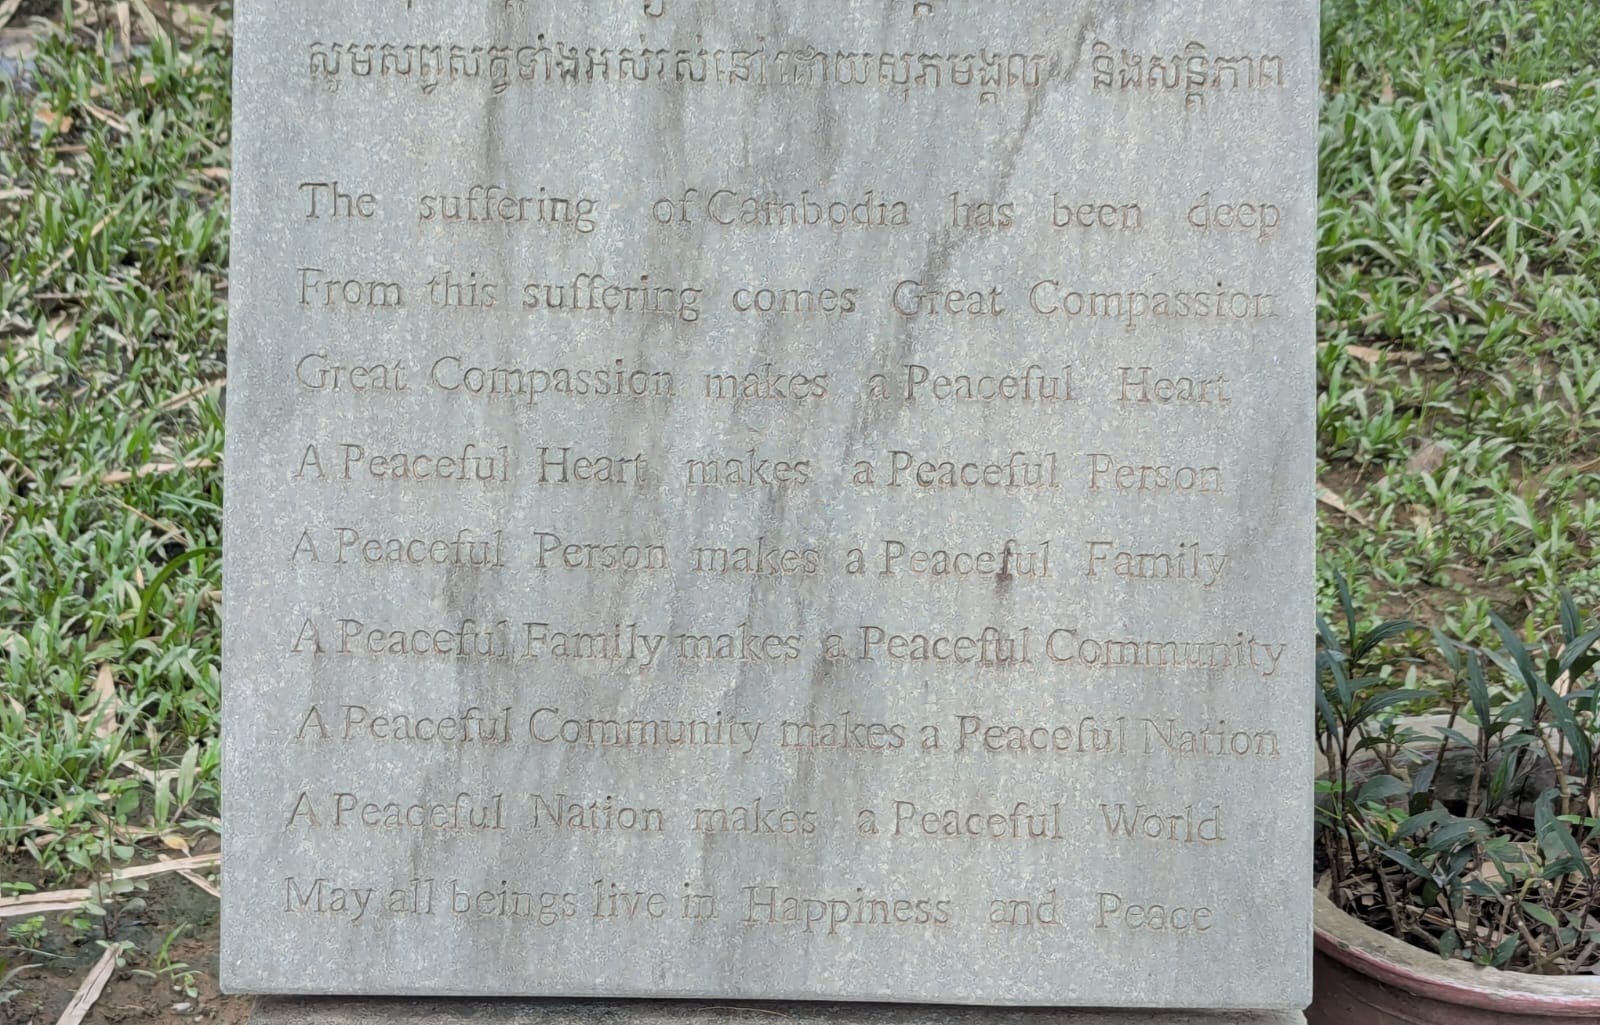 សូមសព្វសត្វទាំងអស់រស់នៅ ដោយសុភមង្គល និងសន្តិភាព
The suffering of Cambodia has been deep
From this suffering comes Great Compassion
Great Compassion makes a Peaceful Heart
A Peaceful Heart makes a Peaceful Person
A Peaceful Person makes a Peaceful Family
A Peaceful Family makes a Peaceful Community
A Peaceful Community makes a Peaceful Nation
A Peaceful Nation makes a Peaceful World
May all beings live in Happiness and Peace